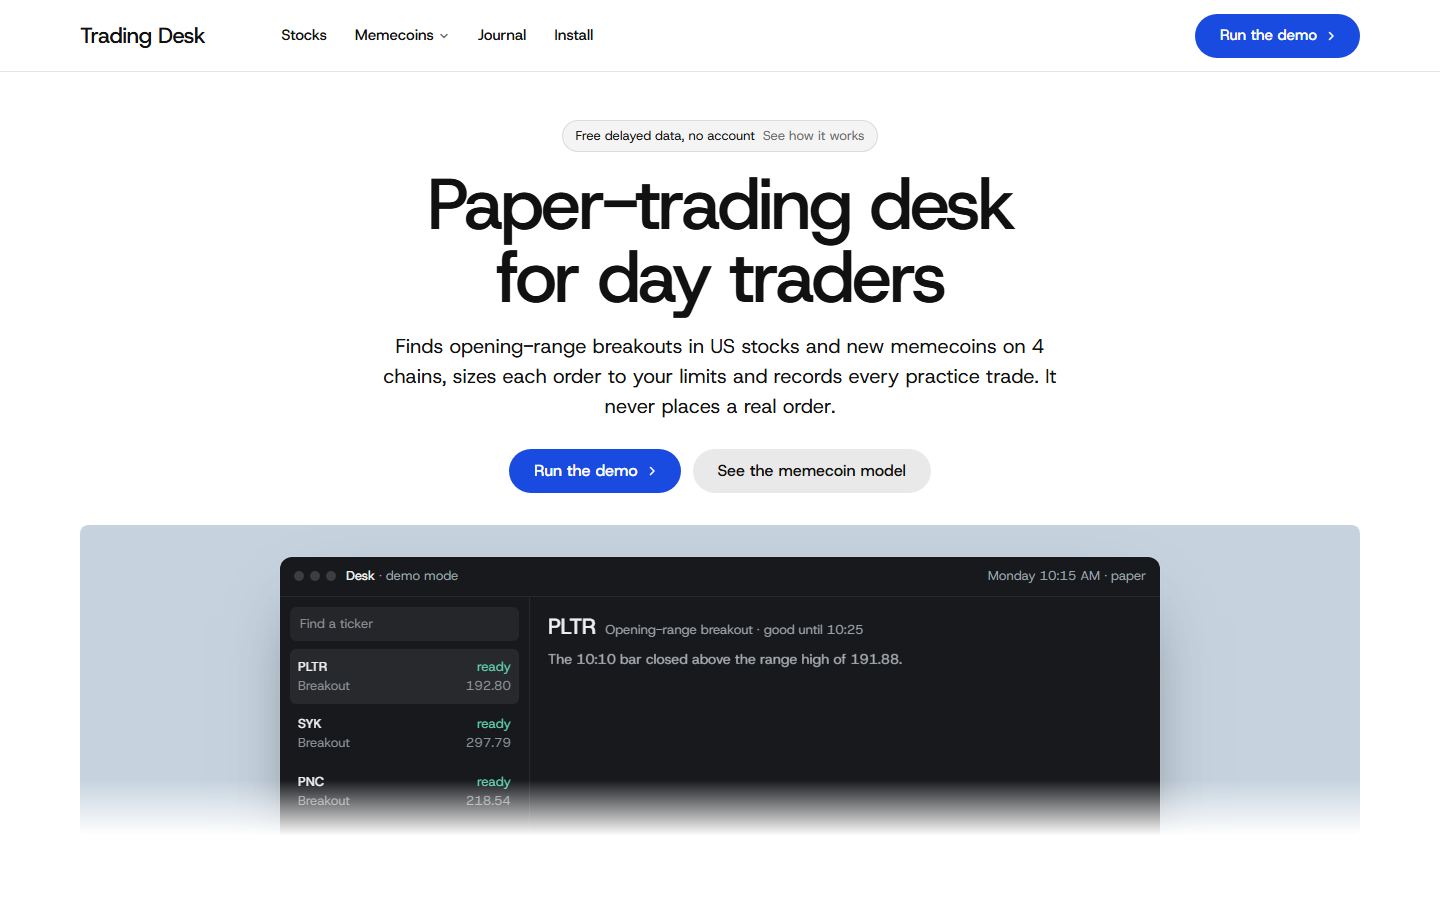 Trading Desk
Stocks
Memecoins
Journal
Install
Run the demo
Free delayed data, no account See how it works
Paper-trading desk
for day traders
Finds opening-range breakouts in US stocks and new memecoins on 4
chains, sizes each order to your limits and records every practice trade. It
never places a real order.
Run the demo
See the memecoin model
Desk · demo mode
Monday 10:15 AM · paper
Find a ticker
PLTR ready
Breakout 192.80
SYK ready
Breakout 297.79
PNC ready
Breakout 218.54
PLTR Opening-range breakout · good until 10:25
The 10:10 bar closed above the range high of 191.88.